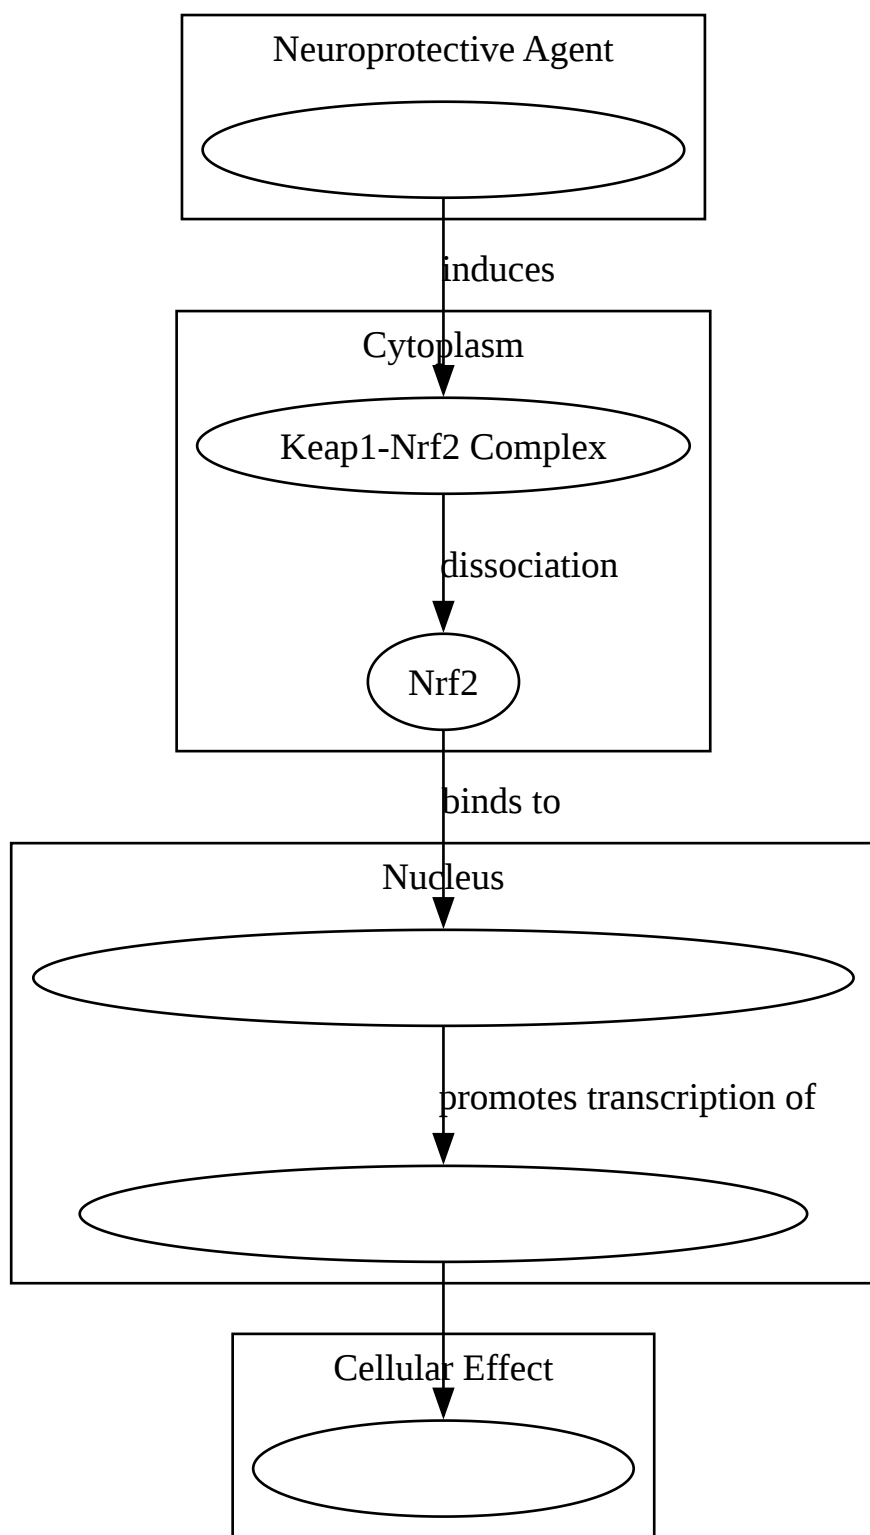 Neuroprotective Agent
induces
Cytoplasm
Keap1-Nrf2 Complex
dissociation
Nrf2
binds to
Nucleus
promotes transcription of
Cellular Effect